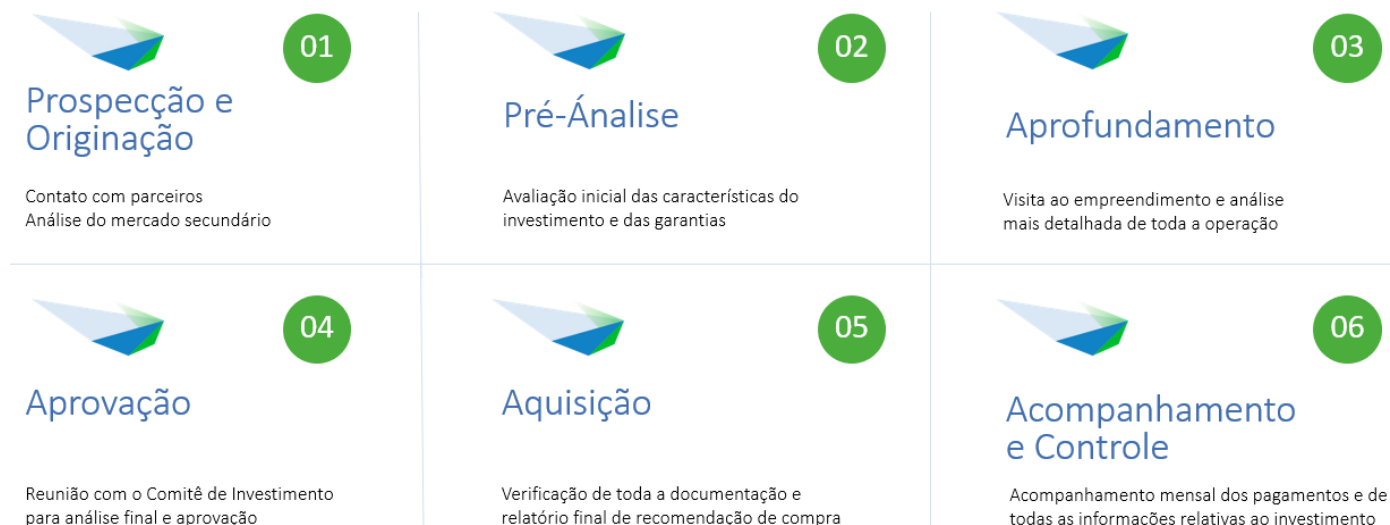 01
Prospecção e
Originação
Contato com parceiros
Análise do mercado secundário
02
Pré-Ánalise
Avaliação inicial das características do
investimento e das garantias
03
Aprofundamento
Visita ao empreendimento e análise
mais detalhada de toda a operação
04
Aprovação
Reunião com o Comitê de Investimento
para análise final e aprovação
05
Aquisição
Verificação de toda a documentação e
relatório final de recomendação de compra
06
Acompanhamento
e Controle
Acompanhamento mensal dos pagamentos e de
todas as informações relativas ao investimento